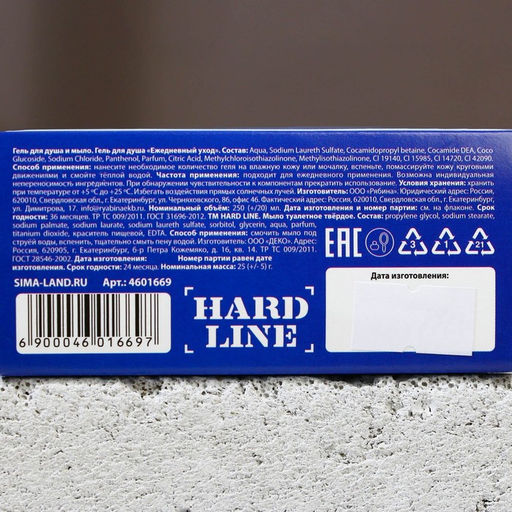 Гель для душа и мыло. Гель для душа «Ежедневный уход». Состав: Aqua, Sodium Laureth Sulfate, Cocamidopropyl betaine, Cocamide DEA, Coco
Glucoside, Sodium Chloride, Panthenol, Parfum, Citric Acid, Methylchloroisothiazolinone, Methylisothiazolinone, CI 19140, CI 15985, CI 14720, CI 42090.
Способ применения: нанесите необходимое количество геля на влажную кожу или мочалку, вспеньте, помассируйте кожу круговыми
движениями и смойте тёплой водой. Частота применения: подходит для ежедневного применения. Возможна индивидуальная
непереносимость ингредиентов. При обнаружении чувствительности к компонентам прекратить использование. Условия хранения: хранить
при температуре от +5 °С до +25 °С. Избегать воздействия прямых солнечных лучей. Изготовитель: ООО «Рябина» Юридический адрес: Россия,
620010, Свердловская обл., г. Екатеринбург, ул. Черняховского, 86, офис 46. Фактический адрес: Россия, Свердловская обл., г. Екатеринбург,
ул. Димитрова, 17. info@ryabinaekb.ru. Номинальный объём: 250 (+/-20) мл. Дата изготовления и номер партии: см. на флаконе. Срок
годности: 36 месяцев. ТР ТС 009/2011. ГОСТ 31696-2012. ТМ HARD LINE. Мыло туалетное твёрдое. Состав: propylene glycol, sodium stearate,
sodium palmate, sodium laurate, sodium laureth sulfate, sorbitol, glycerin, aqua, parfum,
titanium dioxide, краситель пищевой, EDTA. Способ применения: смочить мыло под
струёй воды, вспенить, тщательно смыть пену водой. Изготовитель: ООО «ДЕКО». Адрес:
Россия, 620905, г. Екатеринбург, 6-р Петра Кожемяко, д. 16, кв. 14. ТР ТС 009/2011.
ГОСТ 28546-2002. Дата изготовления: Номер партии равен дате
изготовления. Срок годности: 24 месяца. Номинальная масса: 25 (+/- 5) г.
SIMA-LAND.RU Арт.: 4601669
6 900046 016697
HARD
LINE
EAC
3
1
21
Дата изготовления: